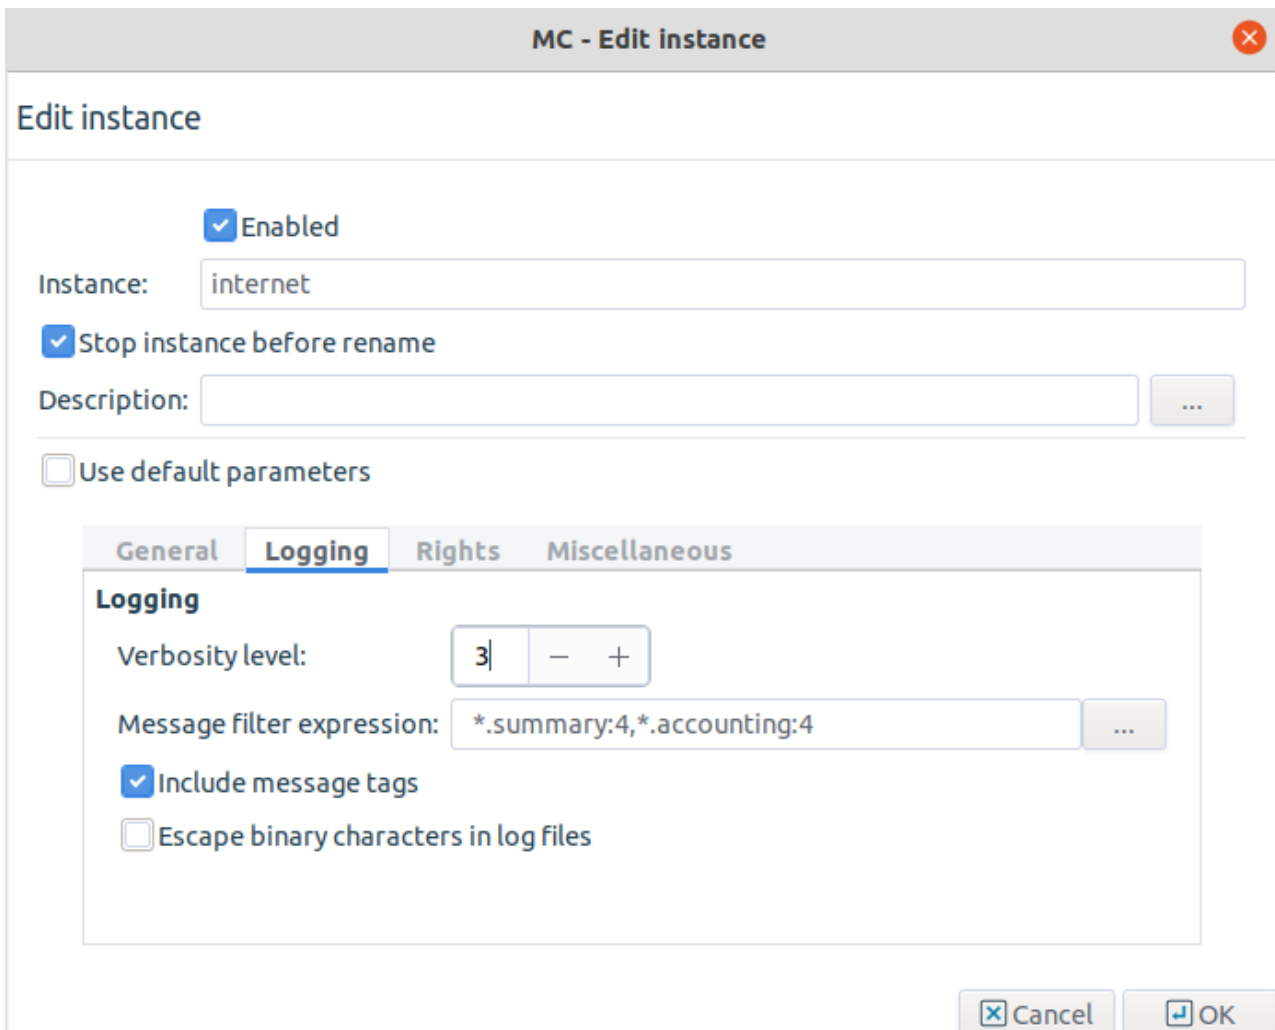 MC - Edit instance
Edit instance
Enabled
Instance: internet
Stop instance before rename
Description: ...
Use default parameters
General Logging Rights Miscellaneous
Logging
Verbosity level: 3 − +
Message filter expression: *.summary:4,*.accounting:4 ...
Include message tags
Escape binary characters in log files
Cancel OK